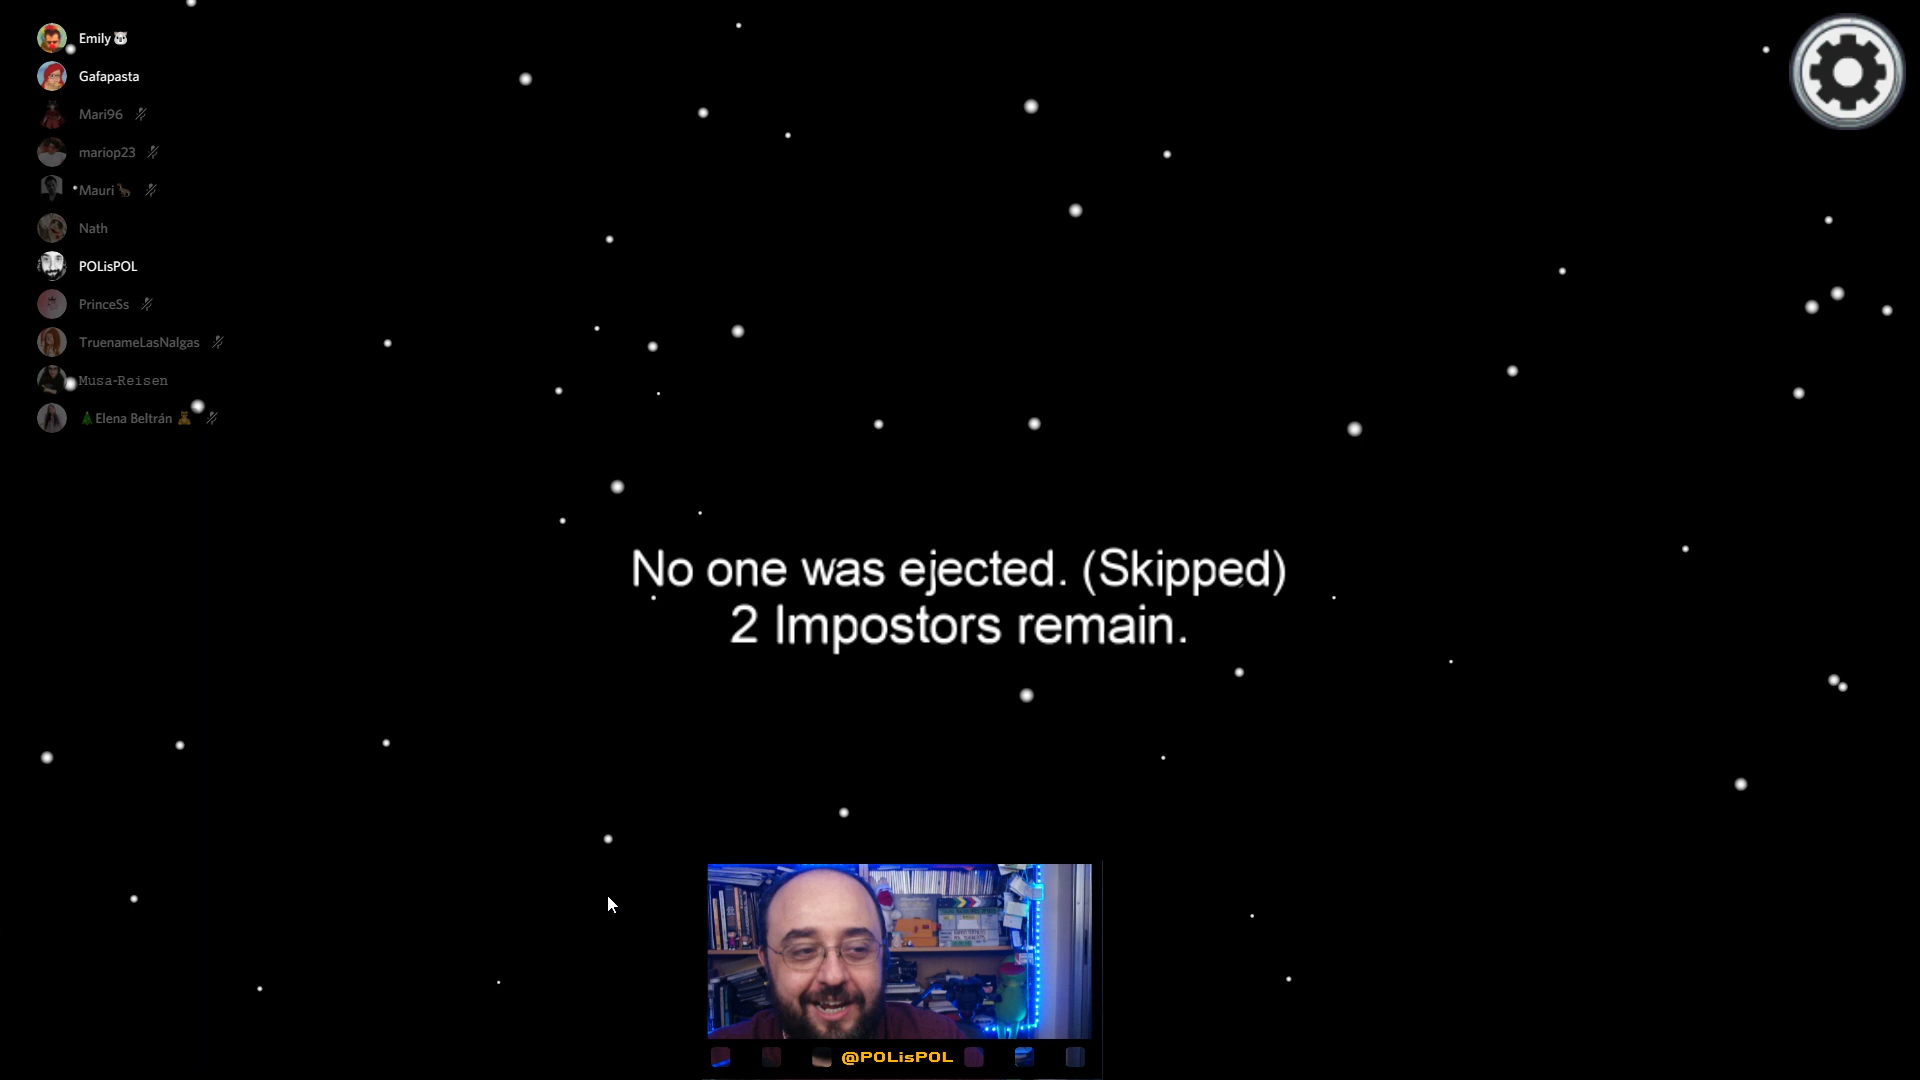 Emily
Gafapasta
Mari96
mariop23
Mauri
Nath
POLisPOL
PrinceSs
TruenameLasNalgas
Musa-Reisen
Elena Beltrán
No one was ejected. (Skipped)
2 Impostors remain.
@POLisPOL